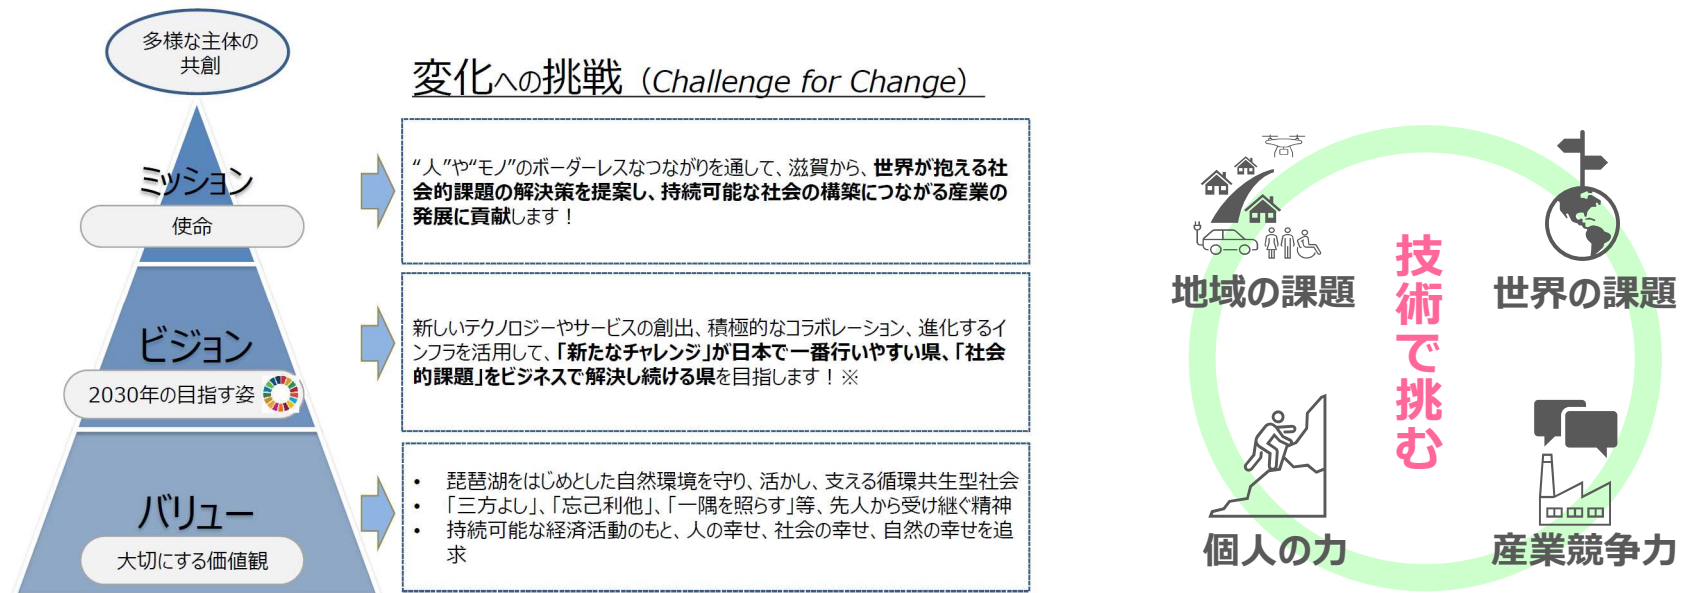 多様な主体の
共創
変化への挑戦（Challenge for Change）
ミッション
使命
“人”や“モノ”のボーダーレスなつながりを通して、滋賀から、世界が抱える社
会的課題の解決策を提案し、持続可能な社会の構築につながる産業の
発展に貢献します！
ビジョン
2030年の目指す姿
新しいテクノロジーやサービスの創出、積極的なコラボレーション、進化するイ
ンフラを活用して、「新たなチャレンジ」が日本で一番行いやすい県、「社会
的課題」をビジネスで解決し続ける県を目指します！※
バリュー
大切にする価値観
• 琵琶湖をはじめとした自然環境を守り、活かし、支える循環共生型社会
• 「三方よし」、「忘己利他」、「一隅を照らす」等、先人から受け継ぐ精神
• 持続可能な経済活動のもと、人の幸せ、社会の幸せ、自然の幸せを追
求
地域の課題
世界の課題
技術で挑む
個人の力
産業競争力